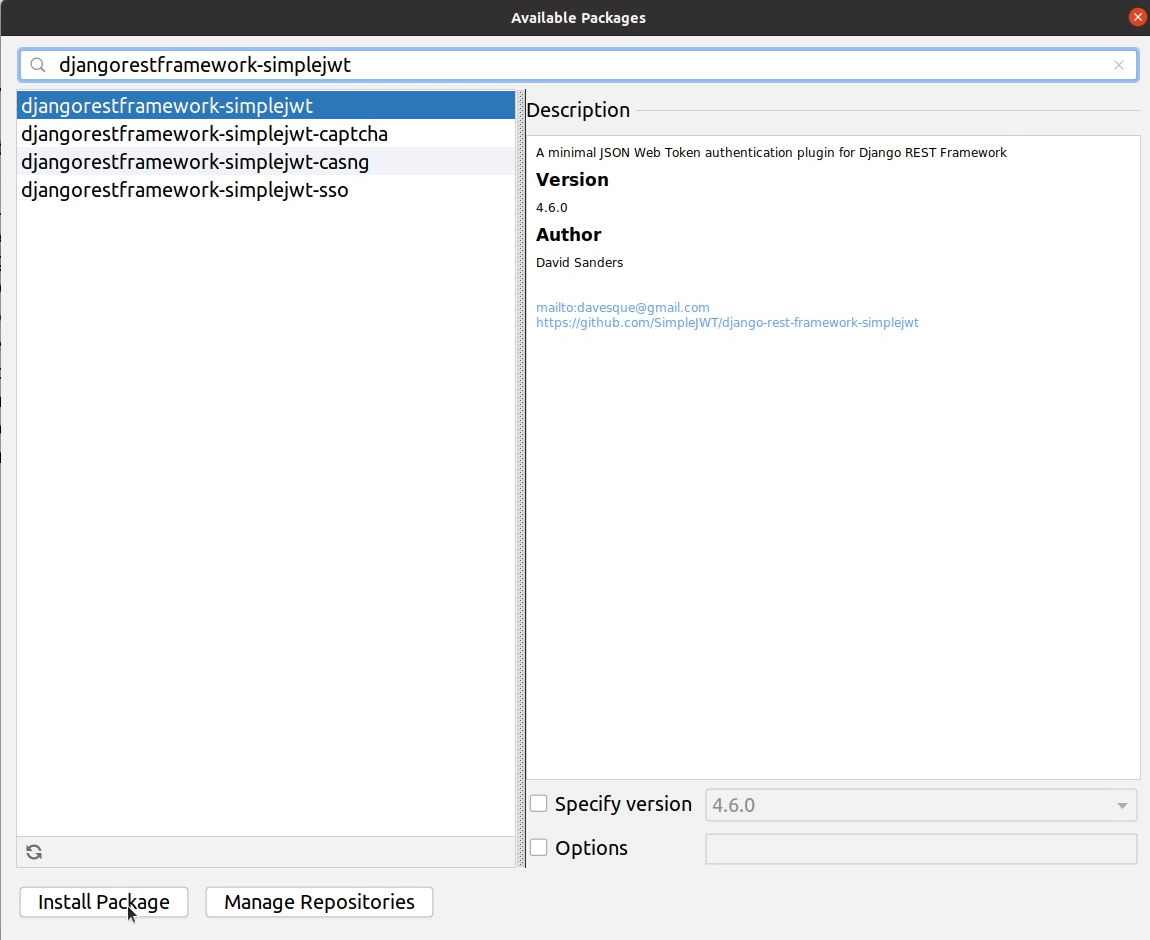 Available Packages
djangorestframework-simplejwt
djangorestframework-simplejwt
djangorestframework-simplejwt-captcha
djangorestframework-simplejwt-casng
djangorestframework-simplejwt-sso
Description
A minimal JSON Web Token authentication plugin for Django REST Framework
Version
4.6.0
Author
David Sanders
mailto:davesque@gmail.com
https://github.com/SimpleJWT/django-rest-framework-simplejwt
Specify version 4.6.0
Options
Install Package Manage Repositories